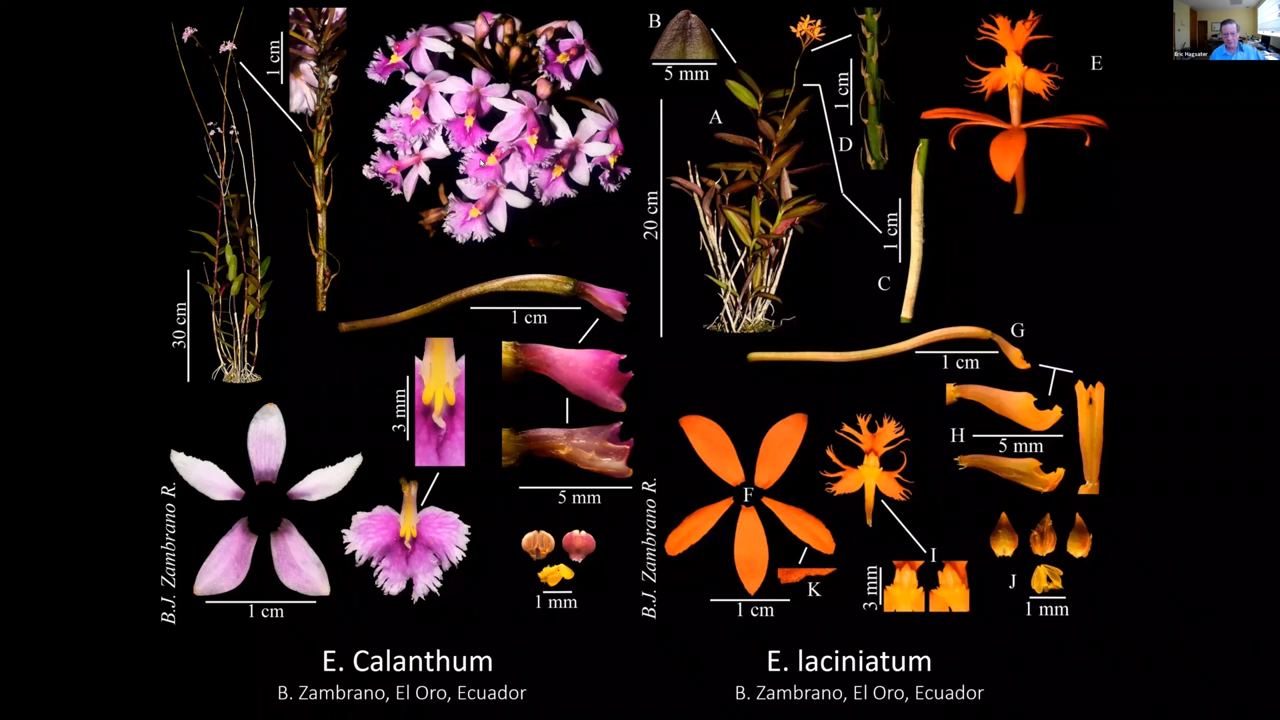 1 cm
30 cm
1 cm
3 mm
5 mm
1 cm
1 mm
B.J. Zambrano R.
E. Calanthum
B. Zambrano, El Oro, Ecuador
B
5 mm
A
20 cm
1 cm
D
E
1 cm
C
G
1 cm
H
5 mm
F
1 cm
K
I
3 mm
J
1 mm
B.J. Zambrano R.
E. laciniatum
B. Zambrano, El Oro, Ecuador
Eric Hagsater